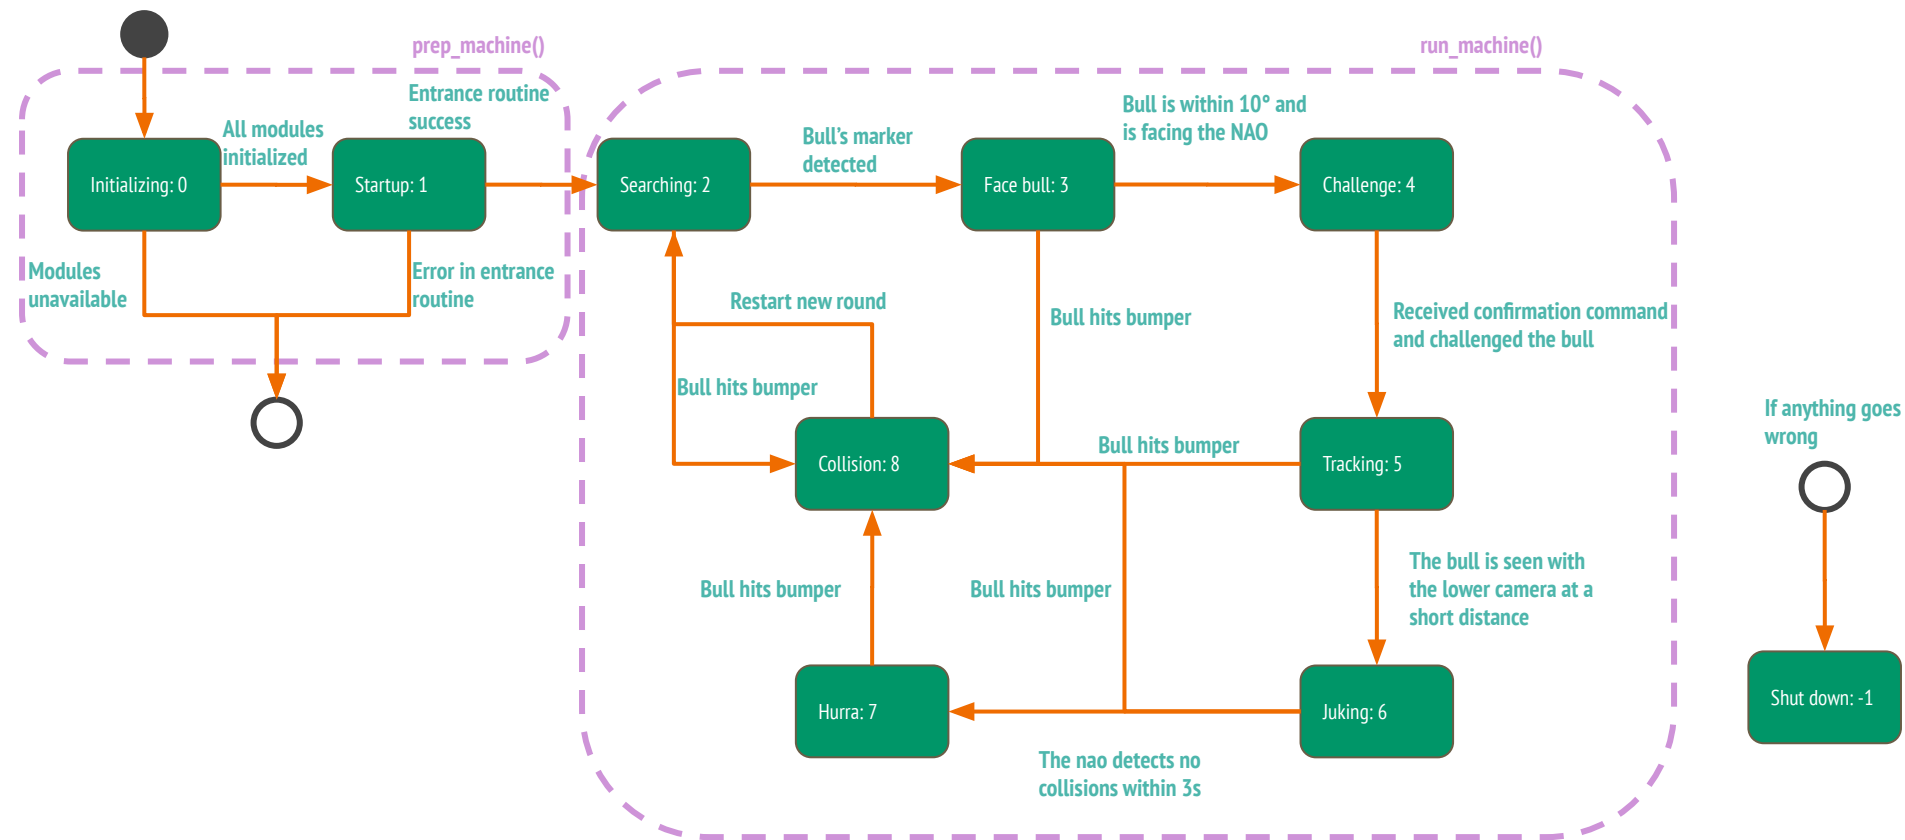 prep_machine()
run_machine()
Entrance routine
success
Bull is within 10° and
is facing the NAO
All modules
initialized
Bull's marker
detected
Initializing: 0
Startup: 1
Searching: 2
Face bull: 3
Challenge: 4
Modules
unavailable
Error in entrance
routine
Restart new round
Bull hits bumper
Received confirmation command
and challenged the bull
Bull hits bumper
If anything goes
wrong
Bull hits bumper
Collision: 8
Tracking: 5
Bull hits bumper
Bull hits bumper
The bull is seen with
the lower camera at a
short distance
Shut down: -1
Hurra: 7
Juking: 6
The nao detects no
collisions within 3s